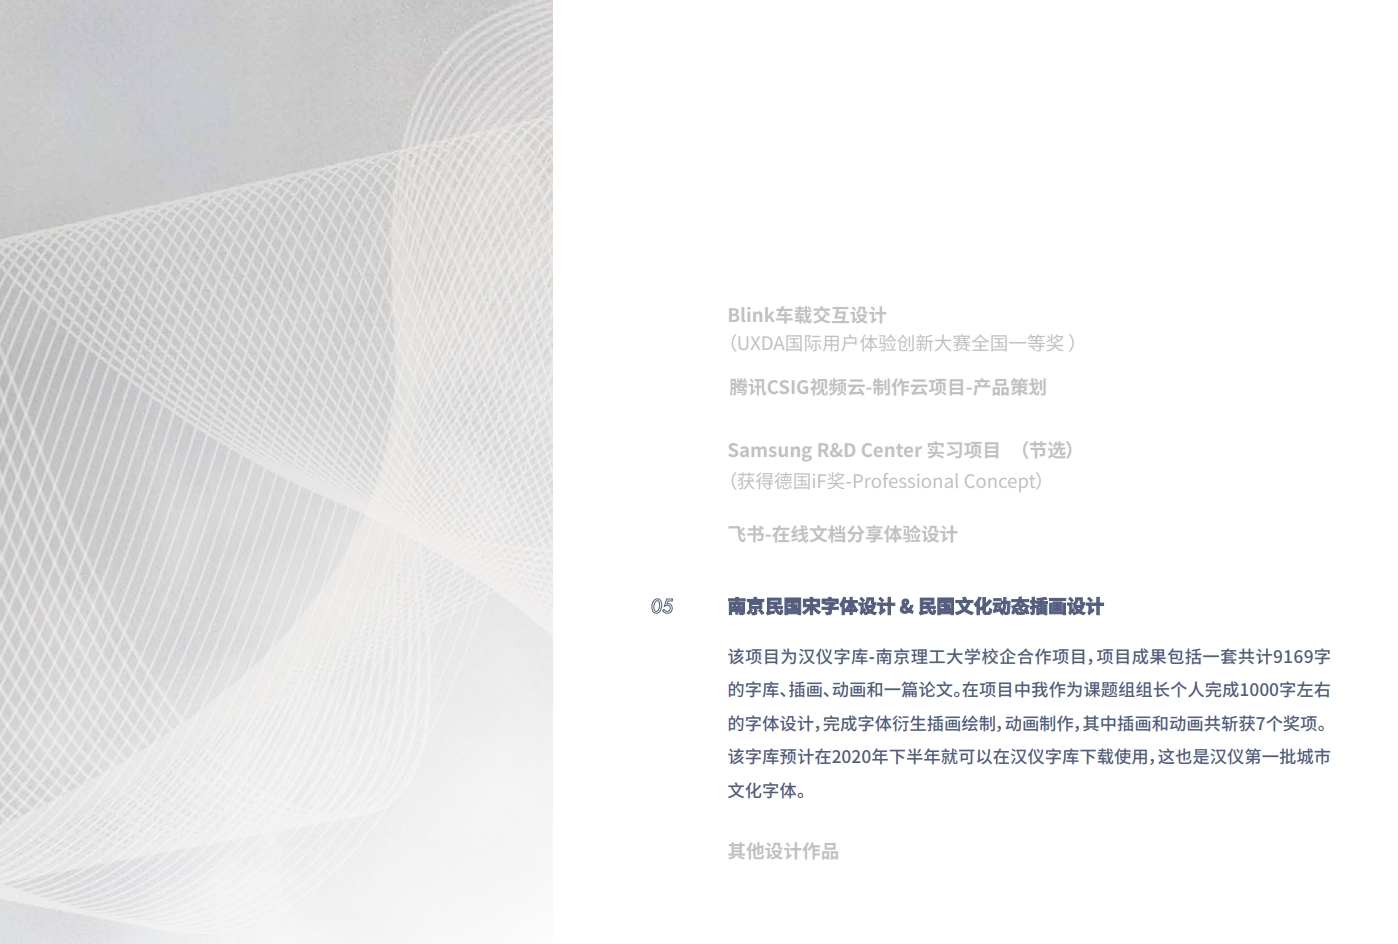 Blink车载交互设计
（UXDA国际用户体验创新大赛全国一等奖 ）
腾讯CSIG视频云-制作云项目-产品策划
Samsung R&D Center 实习项目 （节选）
（获得德国iF奖-Professional Concept）
飞书-在线文档分享体验设计
05 南京民国宋字体设计 & 民国文化动态插画设计
该项目为汉仪字库-南京理工大学校企合作项目，项目成果包括一套共计9169字
的字库、插画、动画和一篇论文。在项目中我作为课题组组长个人完成1000字左右
的字体设计，完成字体衍生插画绘制，动画制作，其中插画和动画共斩获7个奖项。
该字库预计在2020年下半年就可以在汉仪字库下载使用，这也是汉仪第一批城市
文化字体。
其他设计作品